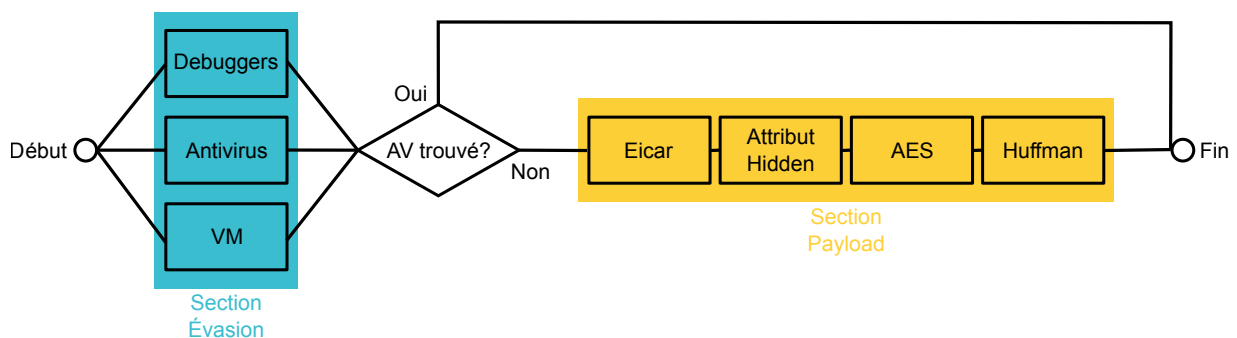 Debuggers
Oui
Début
Antivirus
AV trouvé?
Non
Eicar
Attribut
Hidden
AES
Huffman
Fin
VM
Section
Payload
Section
Évasion